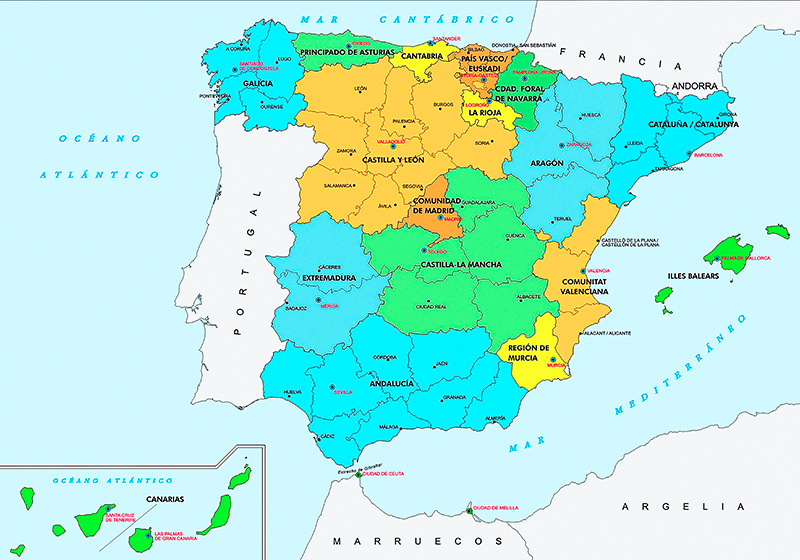 MAR CANTÁBRICO
A CORUÑA
LUGO
SANTIAGO
DE COMPOSTELA
GALICIA
PONTEVEDRA
OURENSE
OVIEDO
PRINCIPADO DE ASTURIAS
SANTANDER
CANTABRIA
BILBAO
DONOSTIA - SAN SEBASTIÁN
PAÍS VASCO/
EUSKADI
PAMPLONA / IRUÑA
CDAD. FORAL
DE NAVARRA
LOGROÑO
LA RIOJA
FRANCIA
ANDORRA
LEÓN
BURGOS
PALENCIA
VALLADOLID
SORIA
ZAMORA
CASTILLA Y LEÓN
SALAMANCA
SEGOVIA
ÁVILA
HUESCA
ZARAGOZA
ARAGÓN
TERUEL
CATALUÑA / CATALUNYA
GIRONA
LLEIDA
BARCELONA
TARRAGONA
OCÉANO
ATLÁNTICO
PORTUGAL
COMUNIDAD
DE MADRID
MADRID
GUADALAJARA
CUENCA
TOLEDO
CASTILLA-LA MANCHA
CIUDAD REAL
ALBACETE
CÁCERES
EXTREMADURA
BADAJOZ
MÉRIDA
CASTELLÓ DE LA PLANA /
CASTELLÓN DE LA PLANA
VALENCIA
COMUNITAT
VALENCIANA
ALACANT / ALICANTE
PALMA DE MALLORCA
ILLES BALEARS
REGIÓN DE
MURCIA
MURCIA
CÓRDOBA
JAÉN
ANDALUCÍA
HUELVA
SEVILLA
GRANADA
ALMERÍA
MÁLAGA
CÁDIZ
MAR MEDITERRÁNEO
Estrecho de Gibraltar
CIUDAD DE CEUTA
CIUDAD DE MELILLA
MARRUECOS
ARGELIA
OCÉANO ATLÁNTICO
CANARIAS
SANTA CRUZ
DE TENERIFE
LAS PALMAS
DE GRAN CANARIA